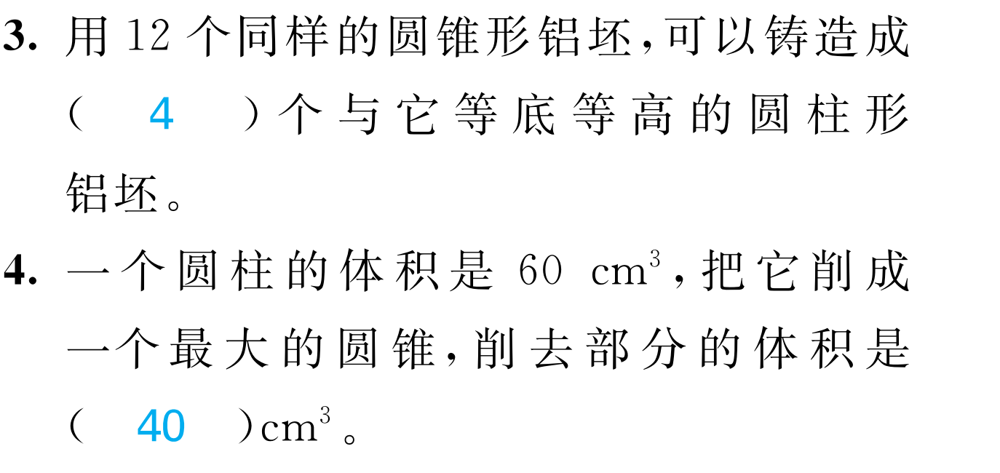 3. 用 12 个同样的圆锥形铝坯,可以铸造成
( 4 )个与它等底等高的圆柱形
铝坯。
4. 一个圆柱的体积是 60 cm³,把它削成
一个最大的圆锥,削去部分的体积是
( 40 )cm³。